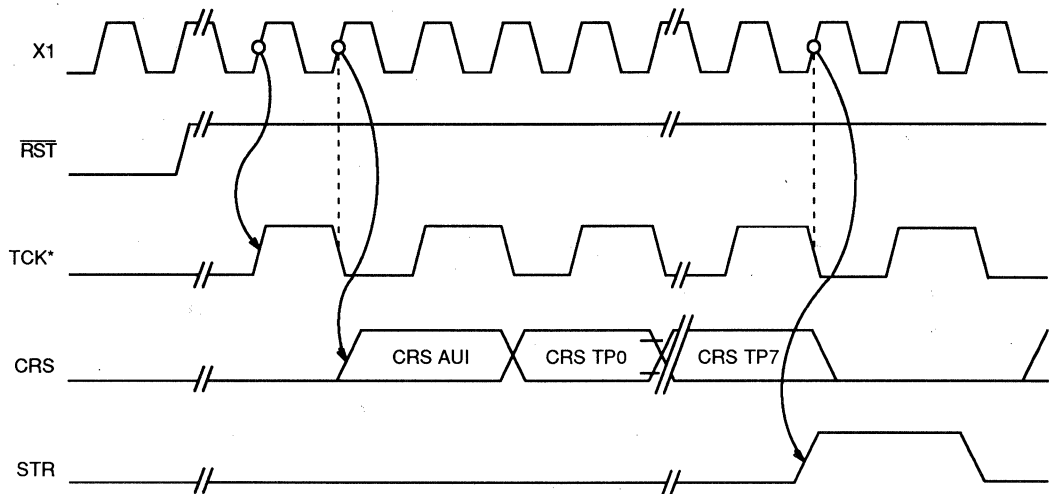 X1
RST
TCK*
CRS
CRS AUI
CRS TP0
CRS TP7
STR